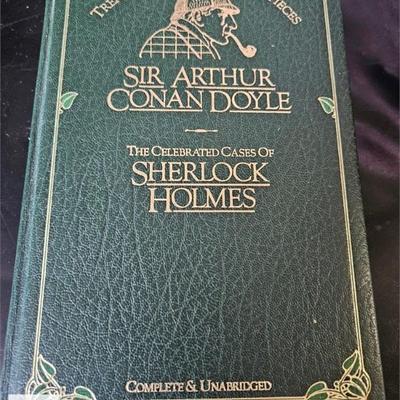 SIR ARTHUR
CONAN DOYLE
THE CELEBRATED CASES OF
SHERLOCK
HOLMES
COMPLETE & UNABRIDGED